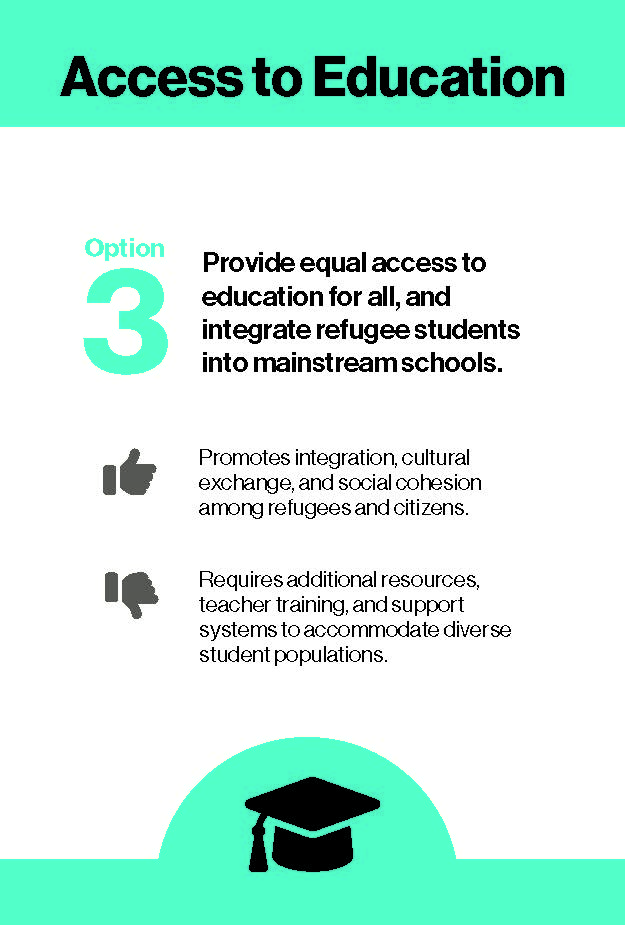 Access to Education
Option
3
Provide equal access to
education for all, and
integrate refugee students
into mainstream schools.
Promotes integration, cultural
exchange, and social cohesion
among refugees and citizens.
Requires additional resources,
teacher training, and support
systems to accommodate diverse
student populations.